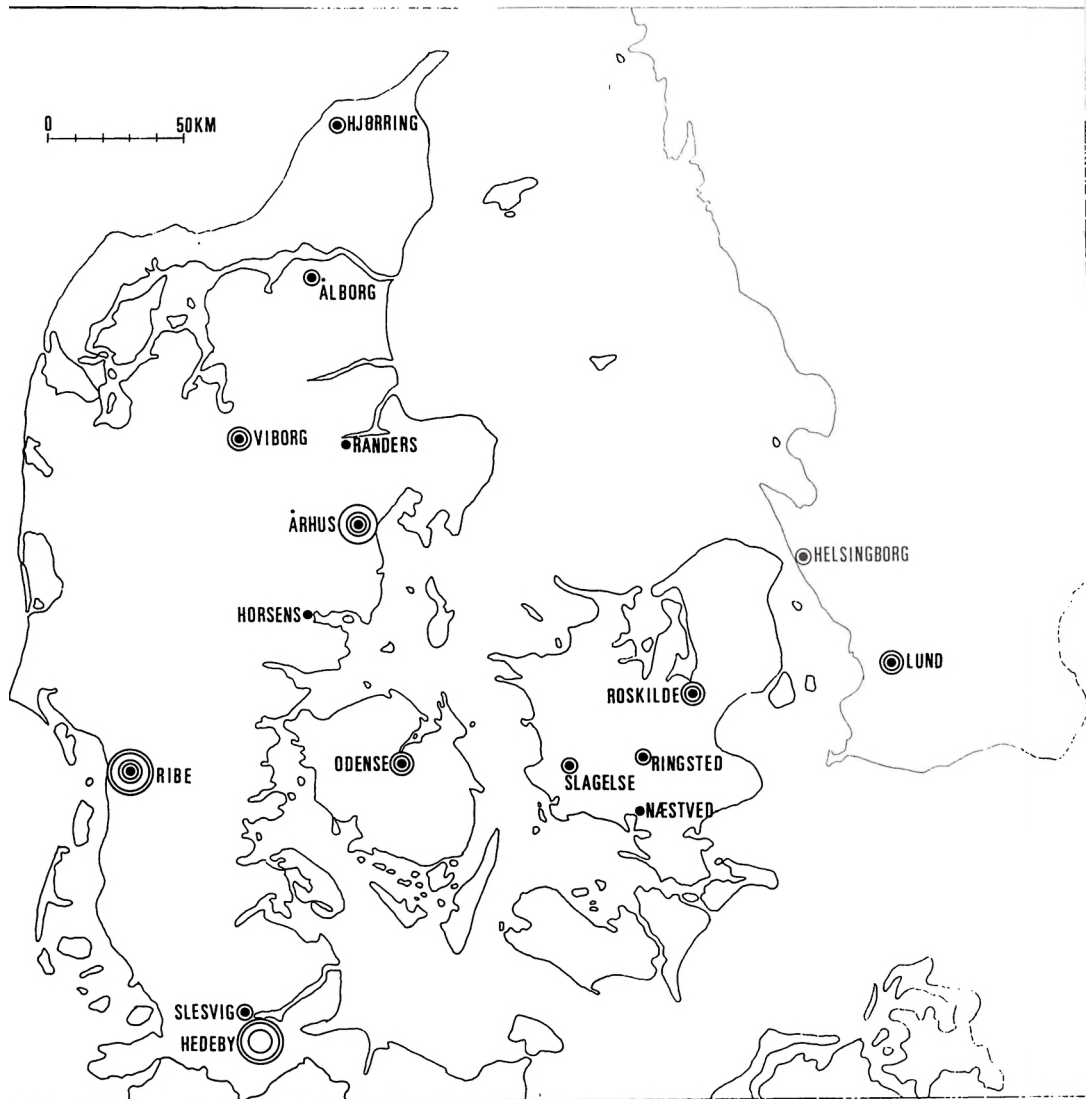 HJØRRING
0 50KM
ÅLBORG
VIBORG
RANDERS
ÅRHUS
HELSINGBORG
HORSENS
LUND
ROSKILDE
ODENSE
RINGSTED
RIBE
SLAGELSE
NÆSTVED
SLESVIG
HEDEBY